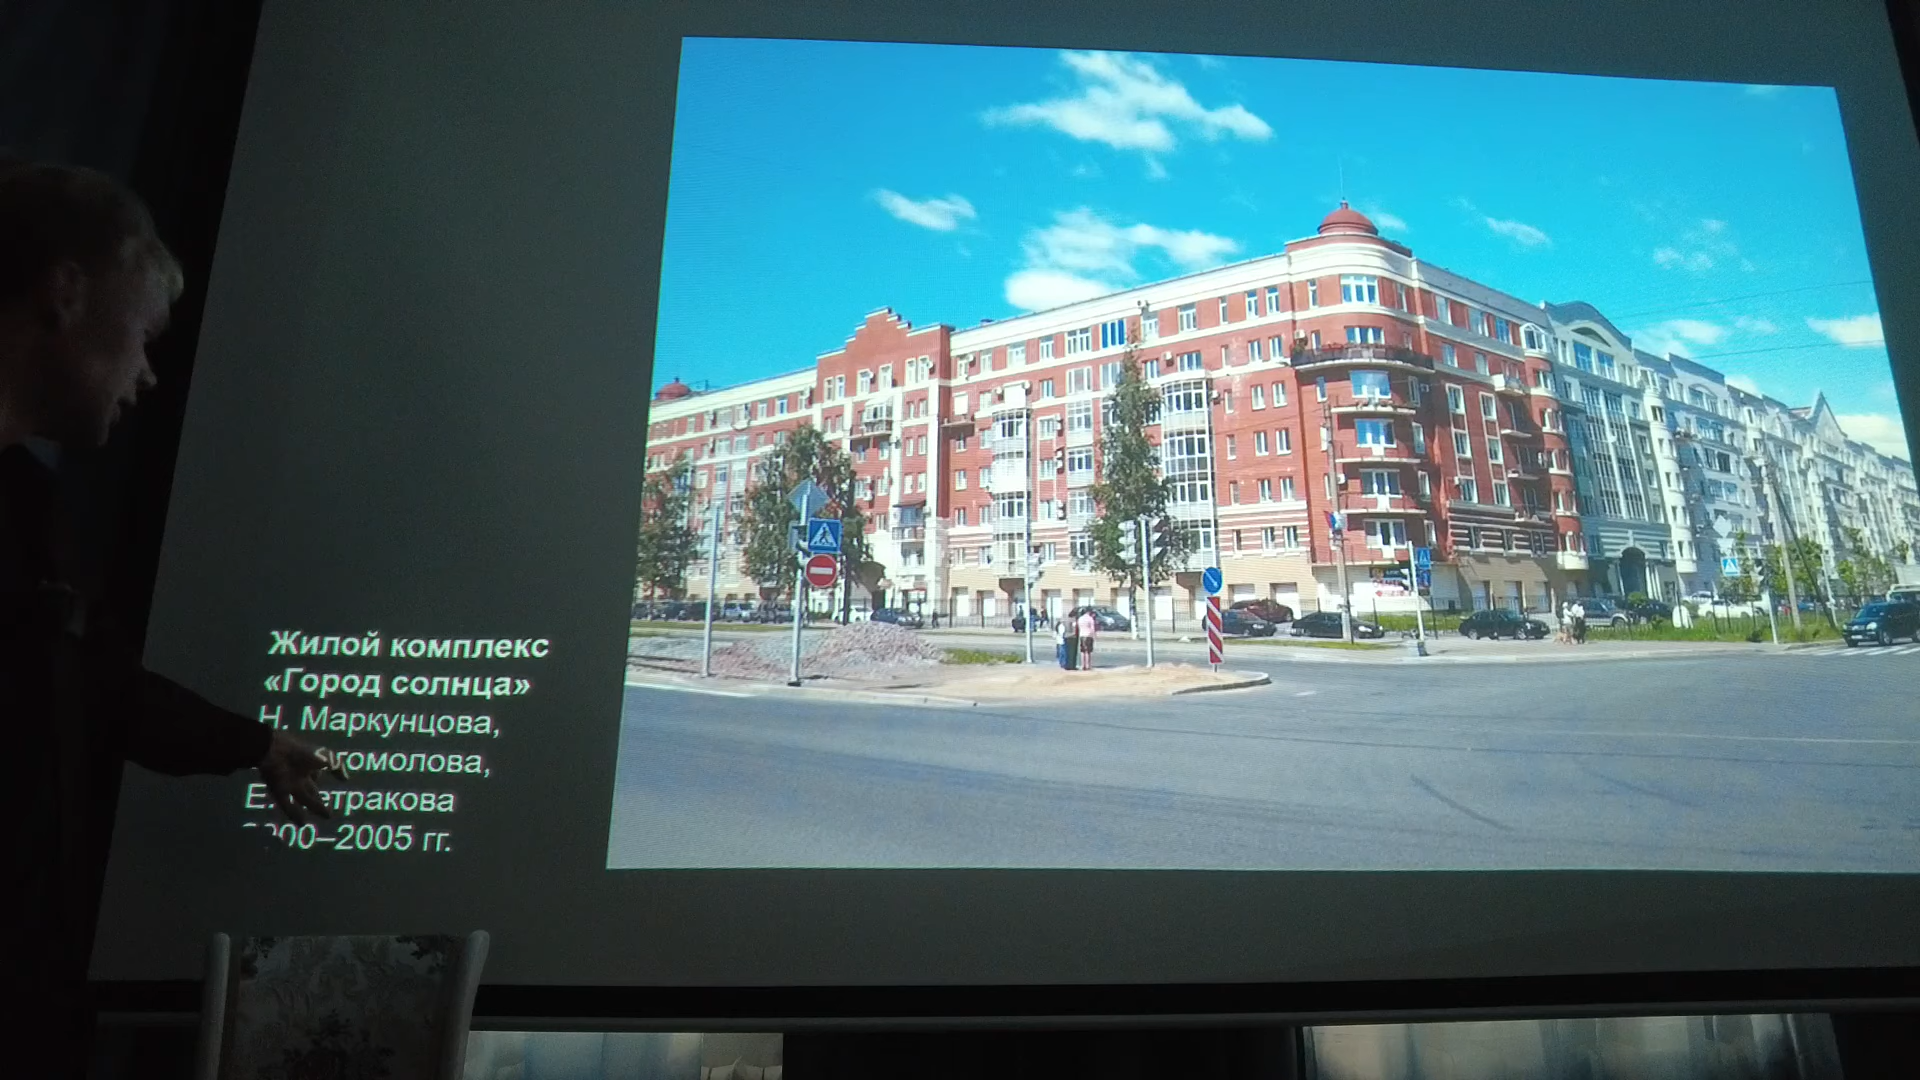 Жилой комплекс
«Город солнца»
Н. Маркунцова,
Е.
–2005 гг.